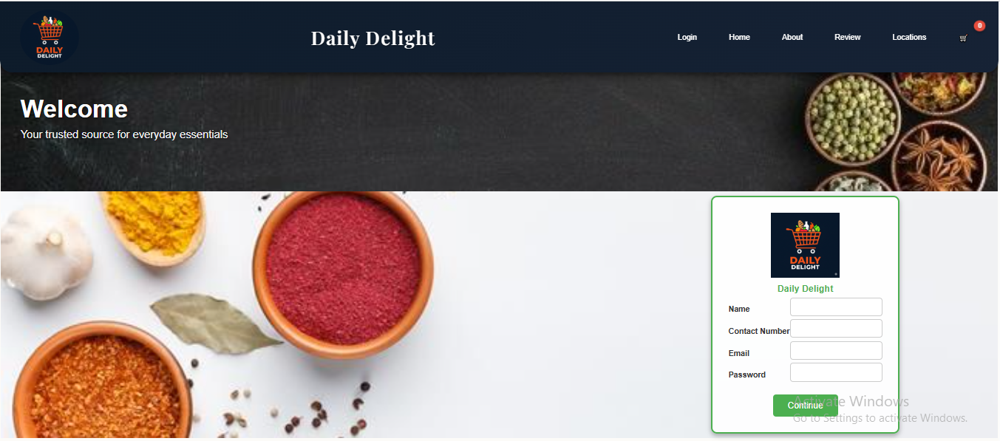 DAILY
DELIGHT
Daily Delight
Login
Home
About
Review
Locations
0
Welcome
Your trusted source for everyday essentials
DAILY
DELIGHT
Daily Delight
Name
Contact Number
Email
Password
Continue
Activate Windows
Go to Settings to activate Windows.